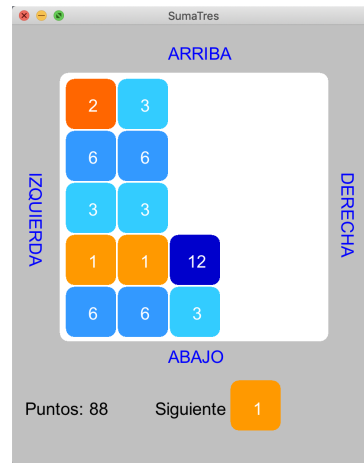 SumaTres
ARRIBA
2 3
6 6
IZQUIERDA
DERECHA
3 3
1 1 12
6 6 3
ABAJO
Puntos: 88 Siguiente 1